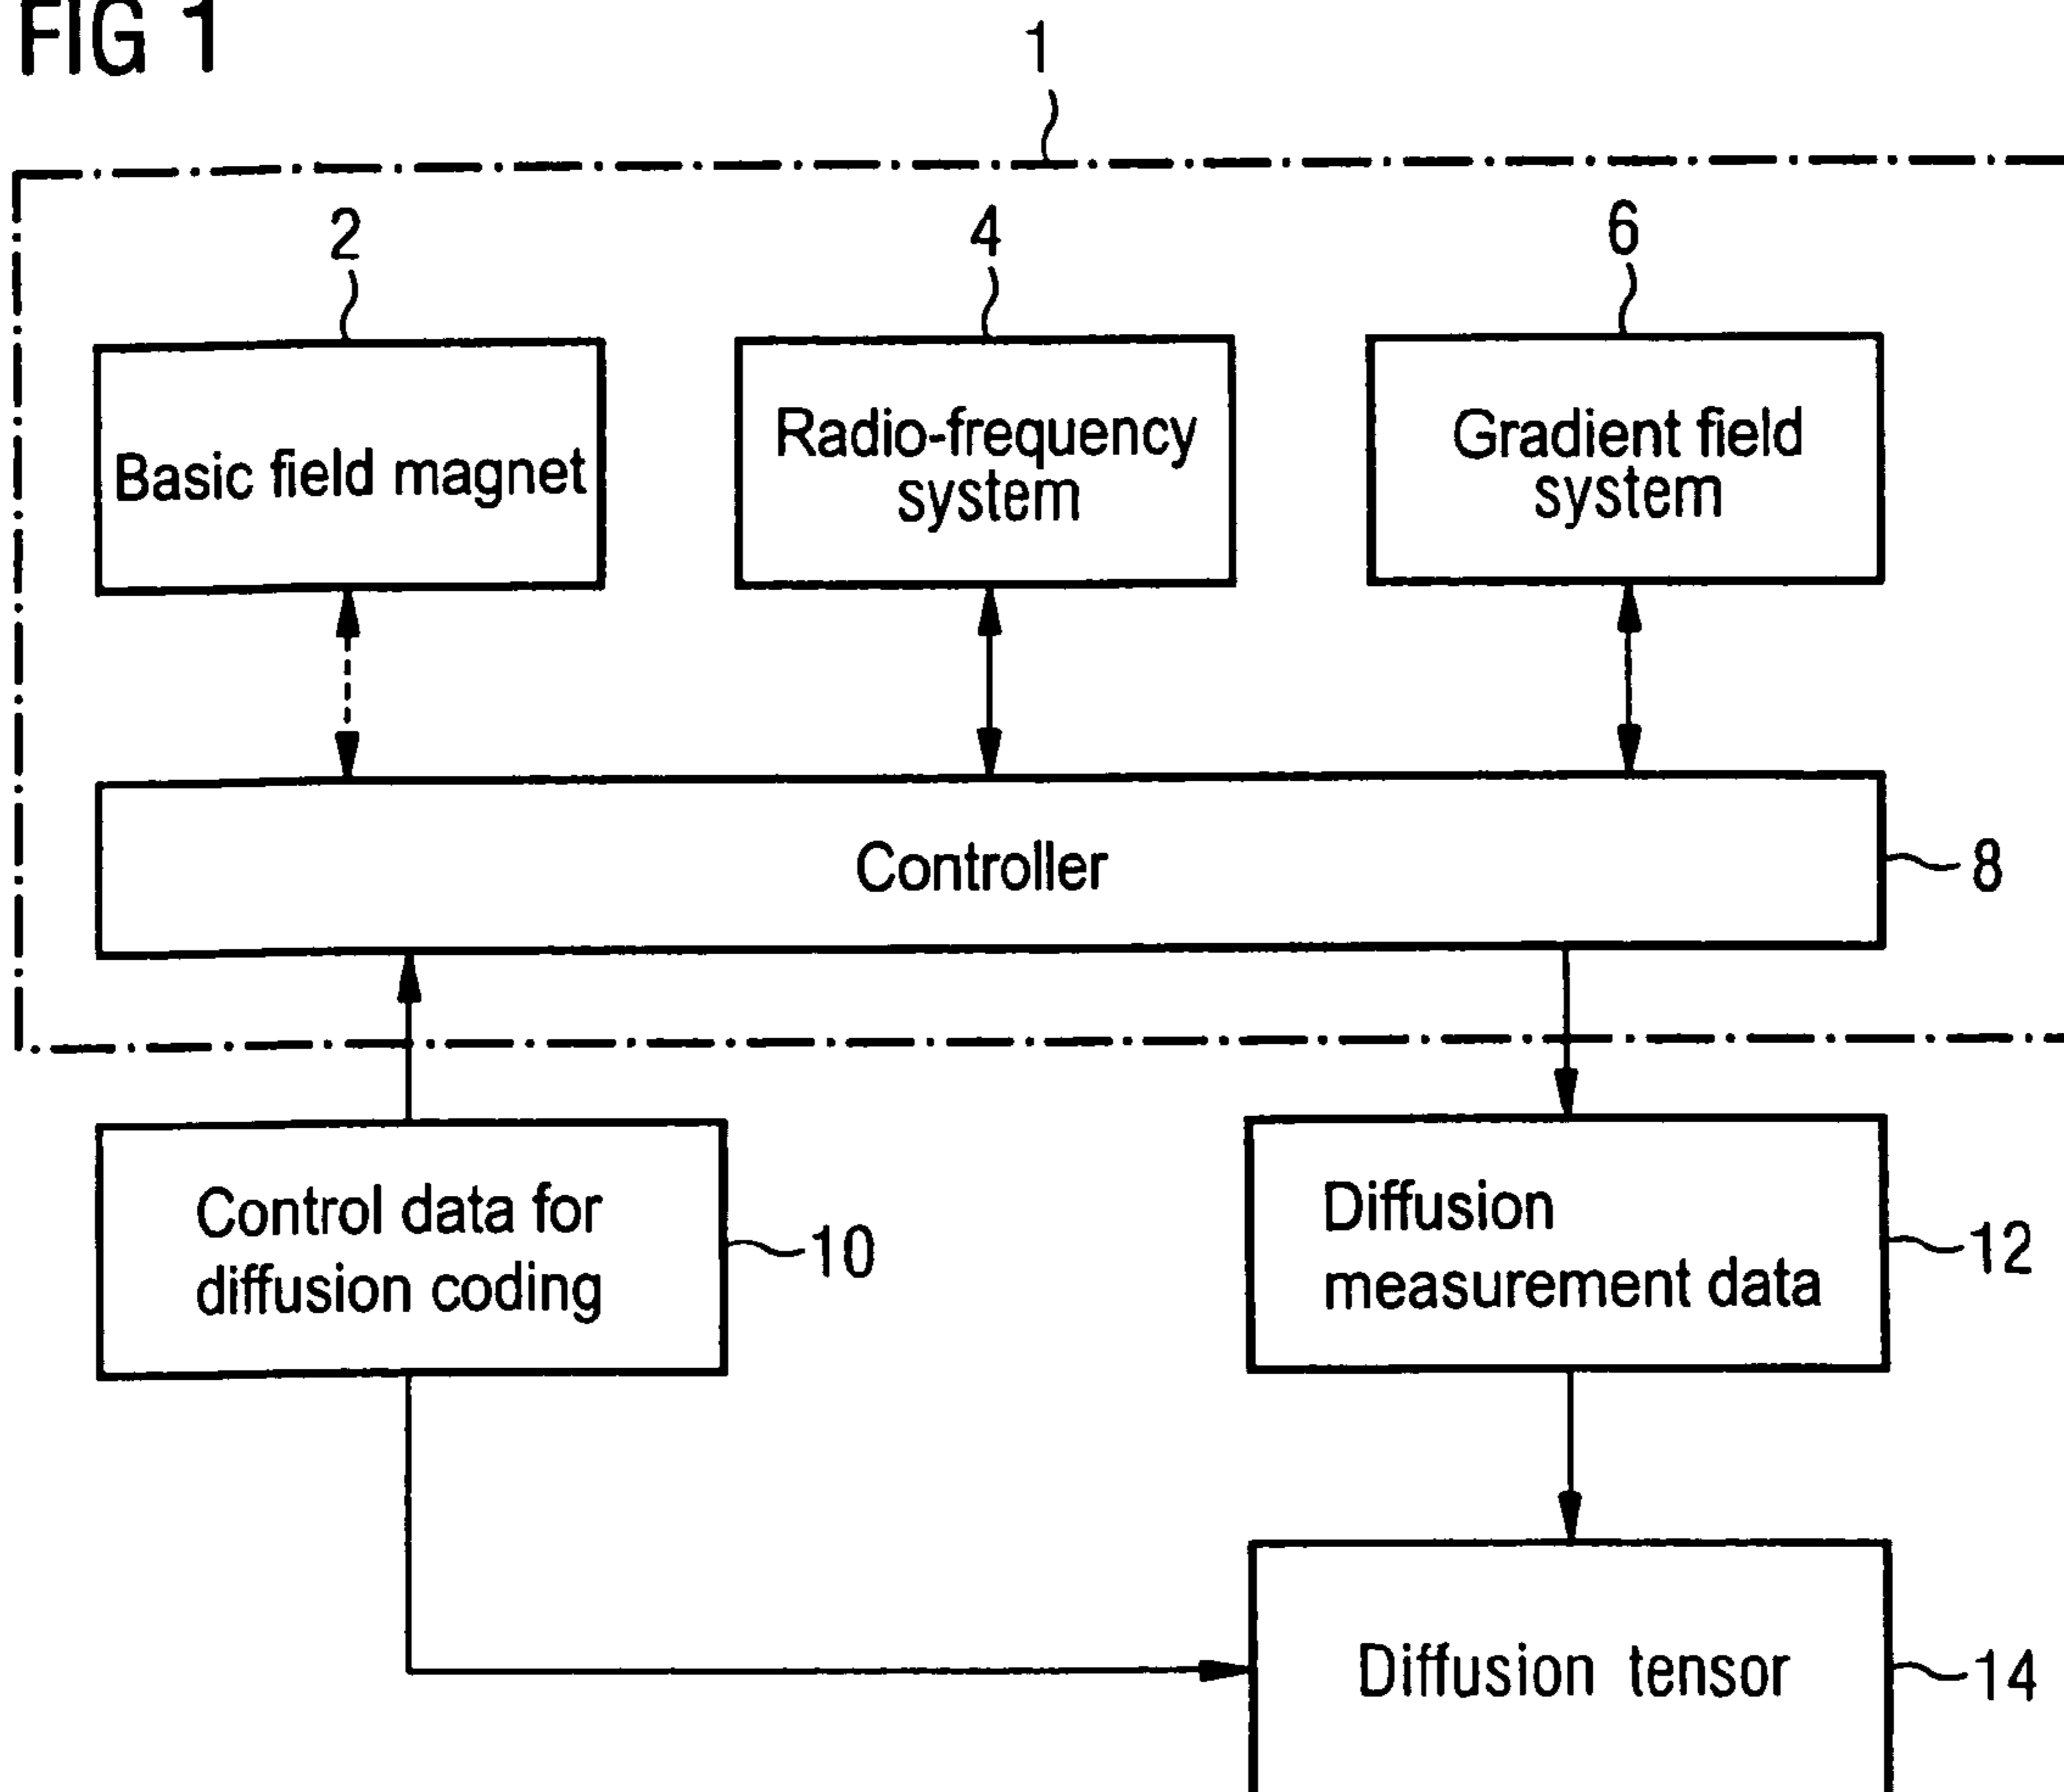 FIG 1
1
2
4
6
Basic field magnet
Radio-frequency
system
Gradient field
system
Controller
8
Control data for
diffusion coding
10
Diffusion
measurement data
12
Diffusion tensor
14